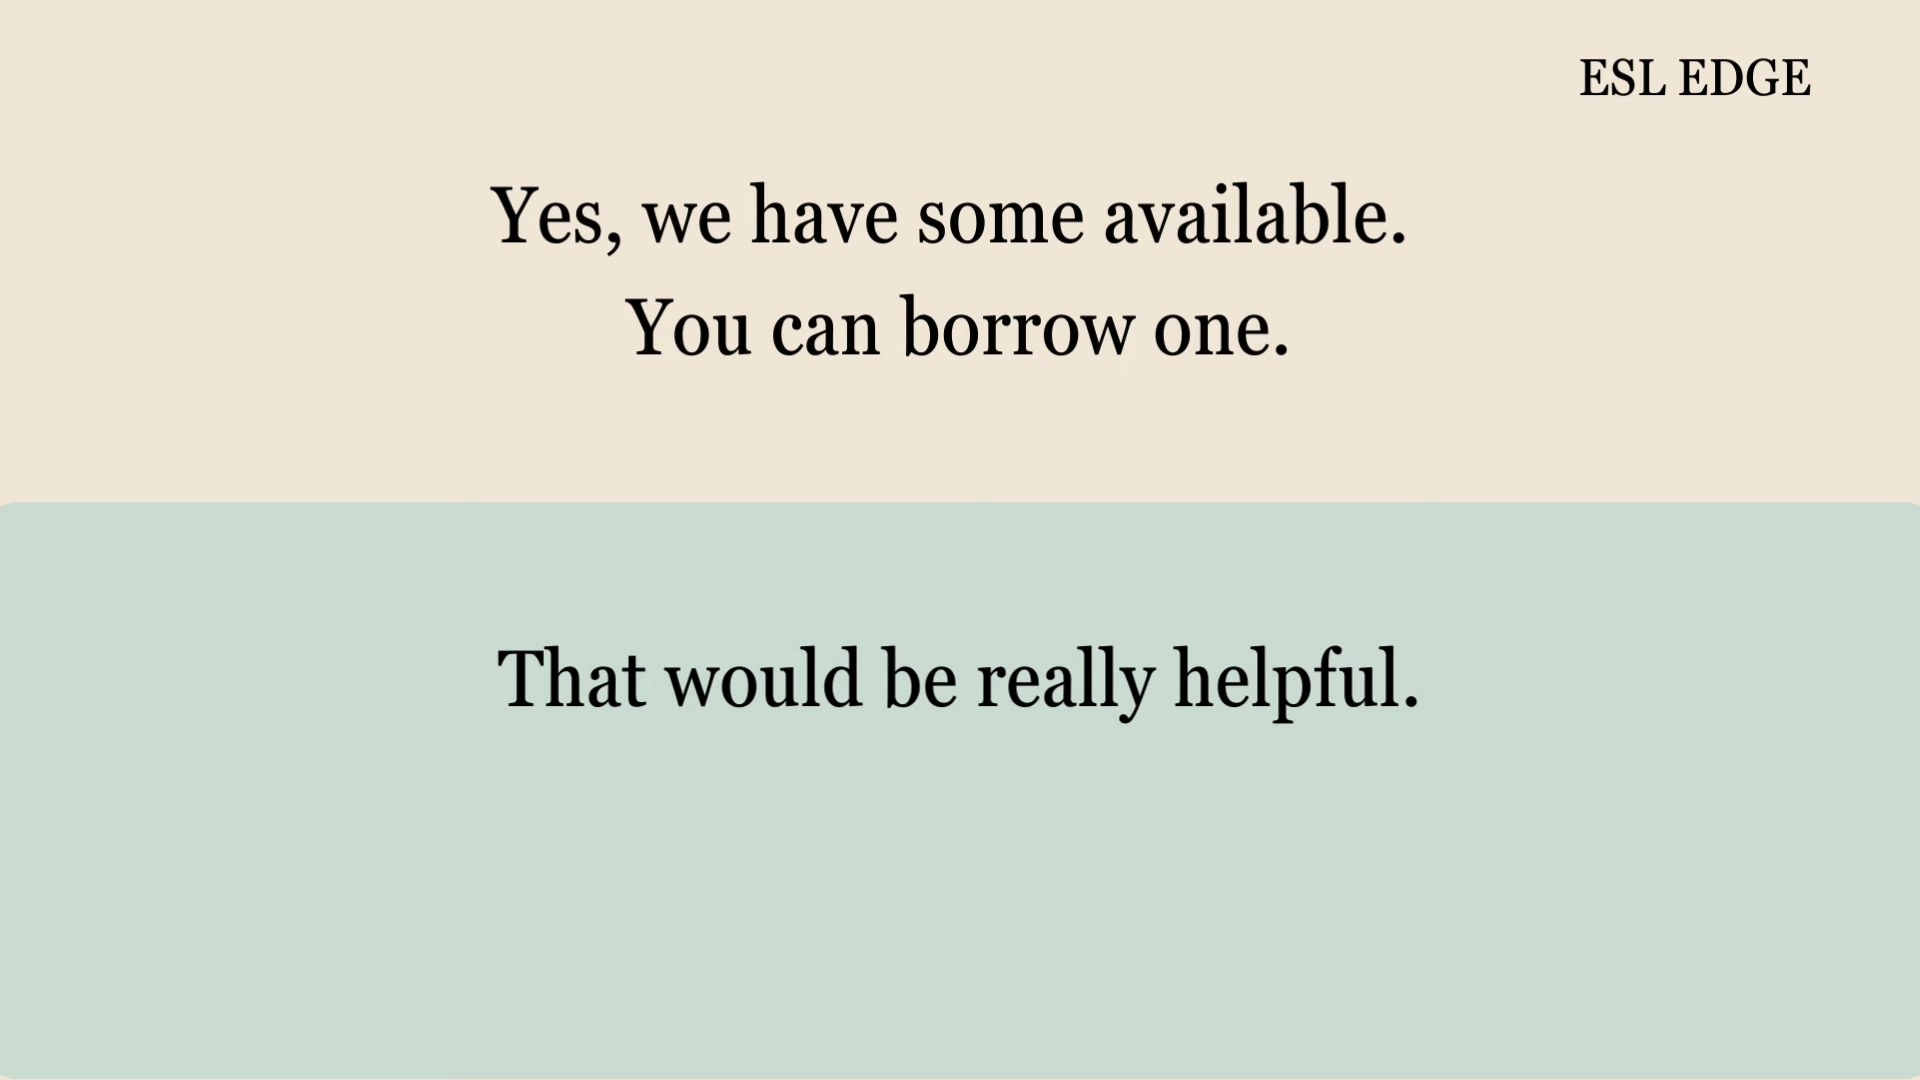 ESL EDGE
Yes, we have some available.
You can borrow one.
That would be really helpful.